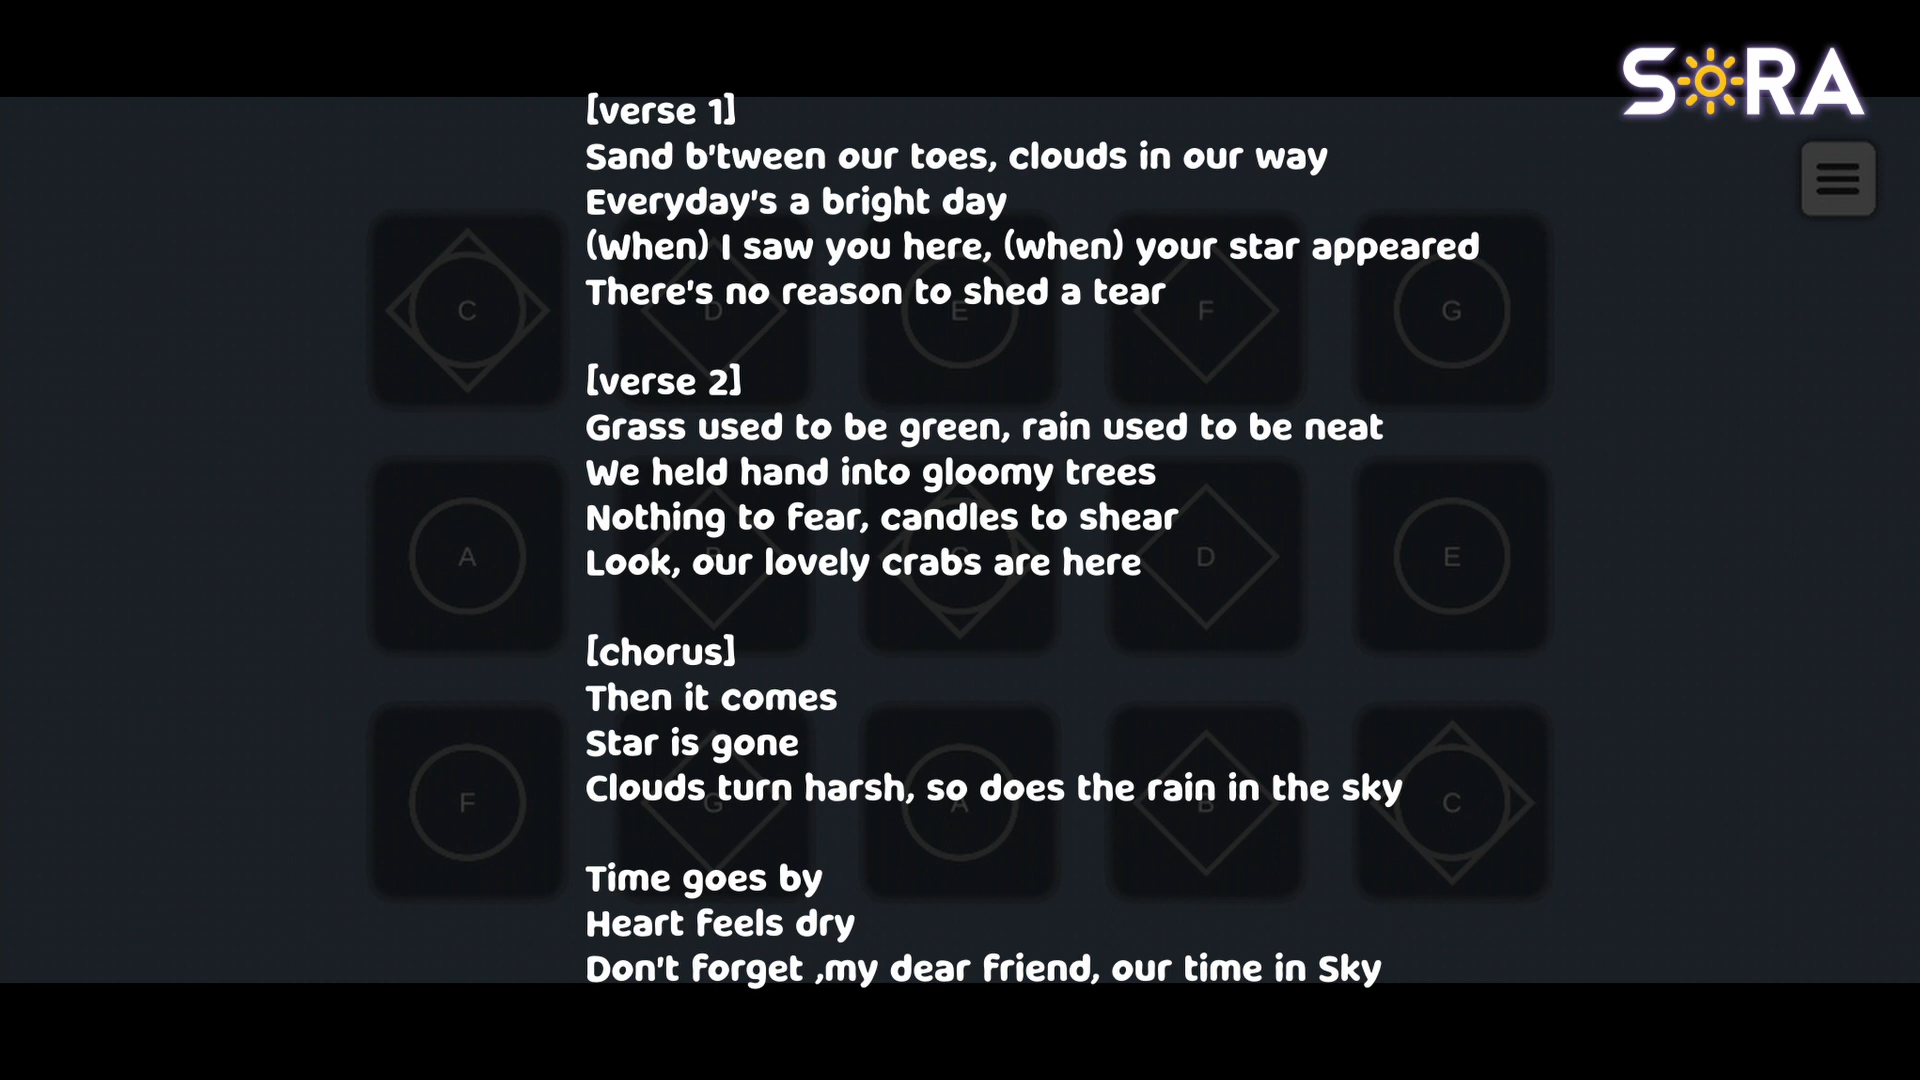 SORA
[verse 1]
Sand b'tween our toes, clouds in our way
Everyday's a bright day
(When) I saw you here, (when) your star appeared
There's no reason to shed a tear
[verse 2]
Grass used to be green, rain used to be neat
We held hand into gloomy trees
Nothing to fear, candles to shear
Look, our lovely crabs are here
[chorus]
Then it comes
Star is gone
Clouds turn harsh, so does the rain in the sky
Time goes by
Heart feels dry
Don't forget ,my dear friend, our time in Sky
C D E F G
A B C D E
F G A B C